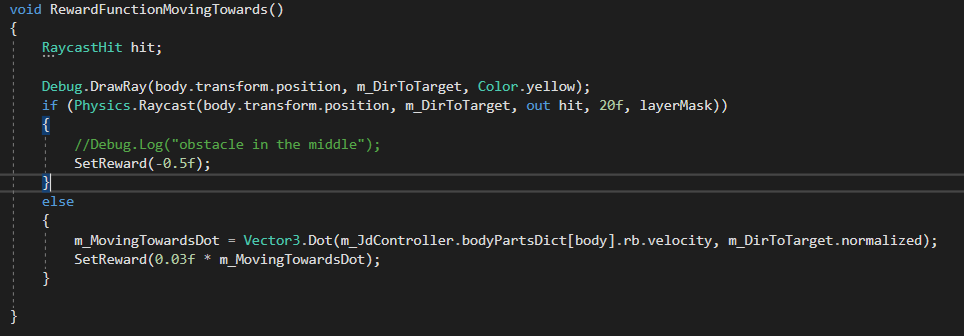 void RewardFunctionMovingTowards()
{
RaycastHit hit;
Debug.DrawRay(body.transform.position, m_DirToTarget, Color.yellow);
if (Physics.Raycast(body.transform.position, m_DirToTarget, out hit, 20f, layerMask))
{
//Debug.Log("obstacle in the middle");
SetReward(-0.5f);
}
else
{
m_MovingTowardsDot = Vector3.Dot(m_JdController.bodyPartsDict[body].rb.velocity, m_DirToTarget.normalized);
SetReward(0.03f * m_MovingTowardsDot);
}
}